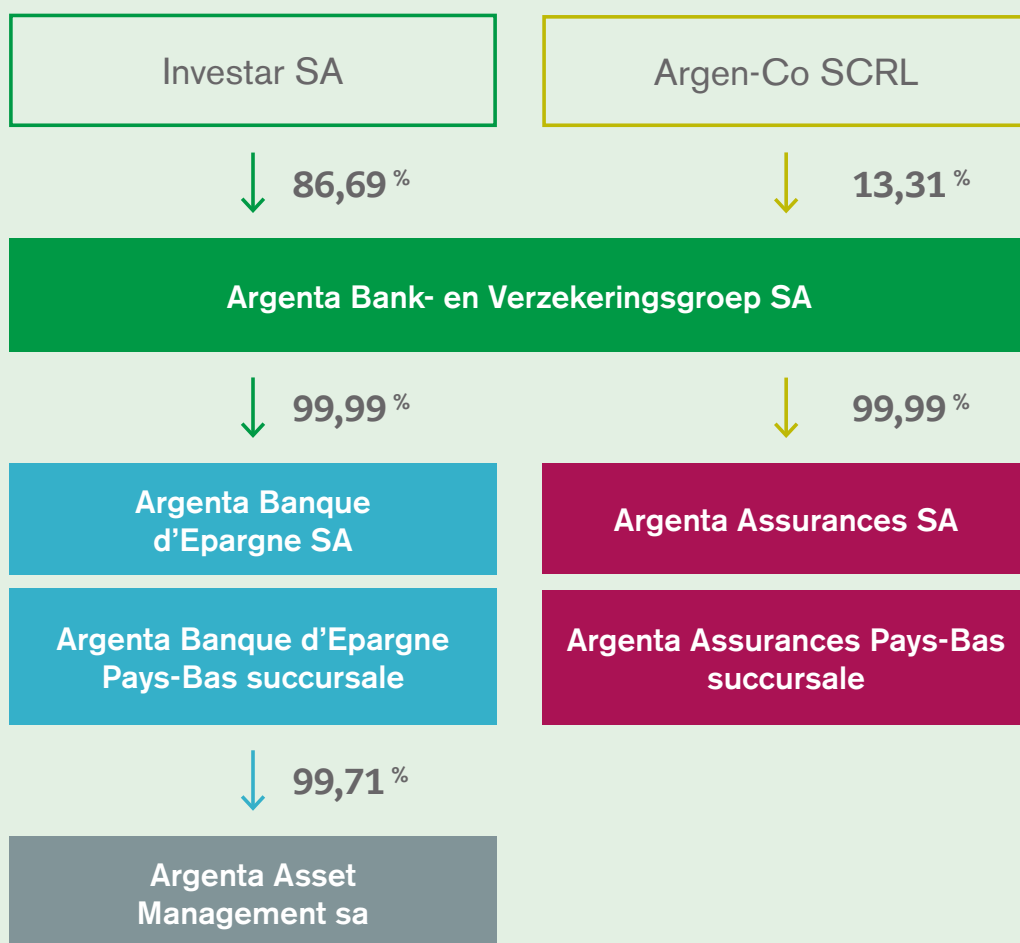 Investar SA
Argen-Co SCRL
86,69 %
13,31 %
Argenta Bank- en Verzekeringsgroep SA
99,99 %
99,99 %
Argenta Banque
d’Epargne SA
Argenta Assurances SA
Argenta Banque d’Epargne
Pays-Bas succursale
Argenta Assurances Pays-Bas
succursale
99,71 %
Argenta Asset
Management sa